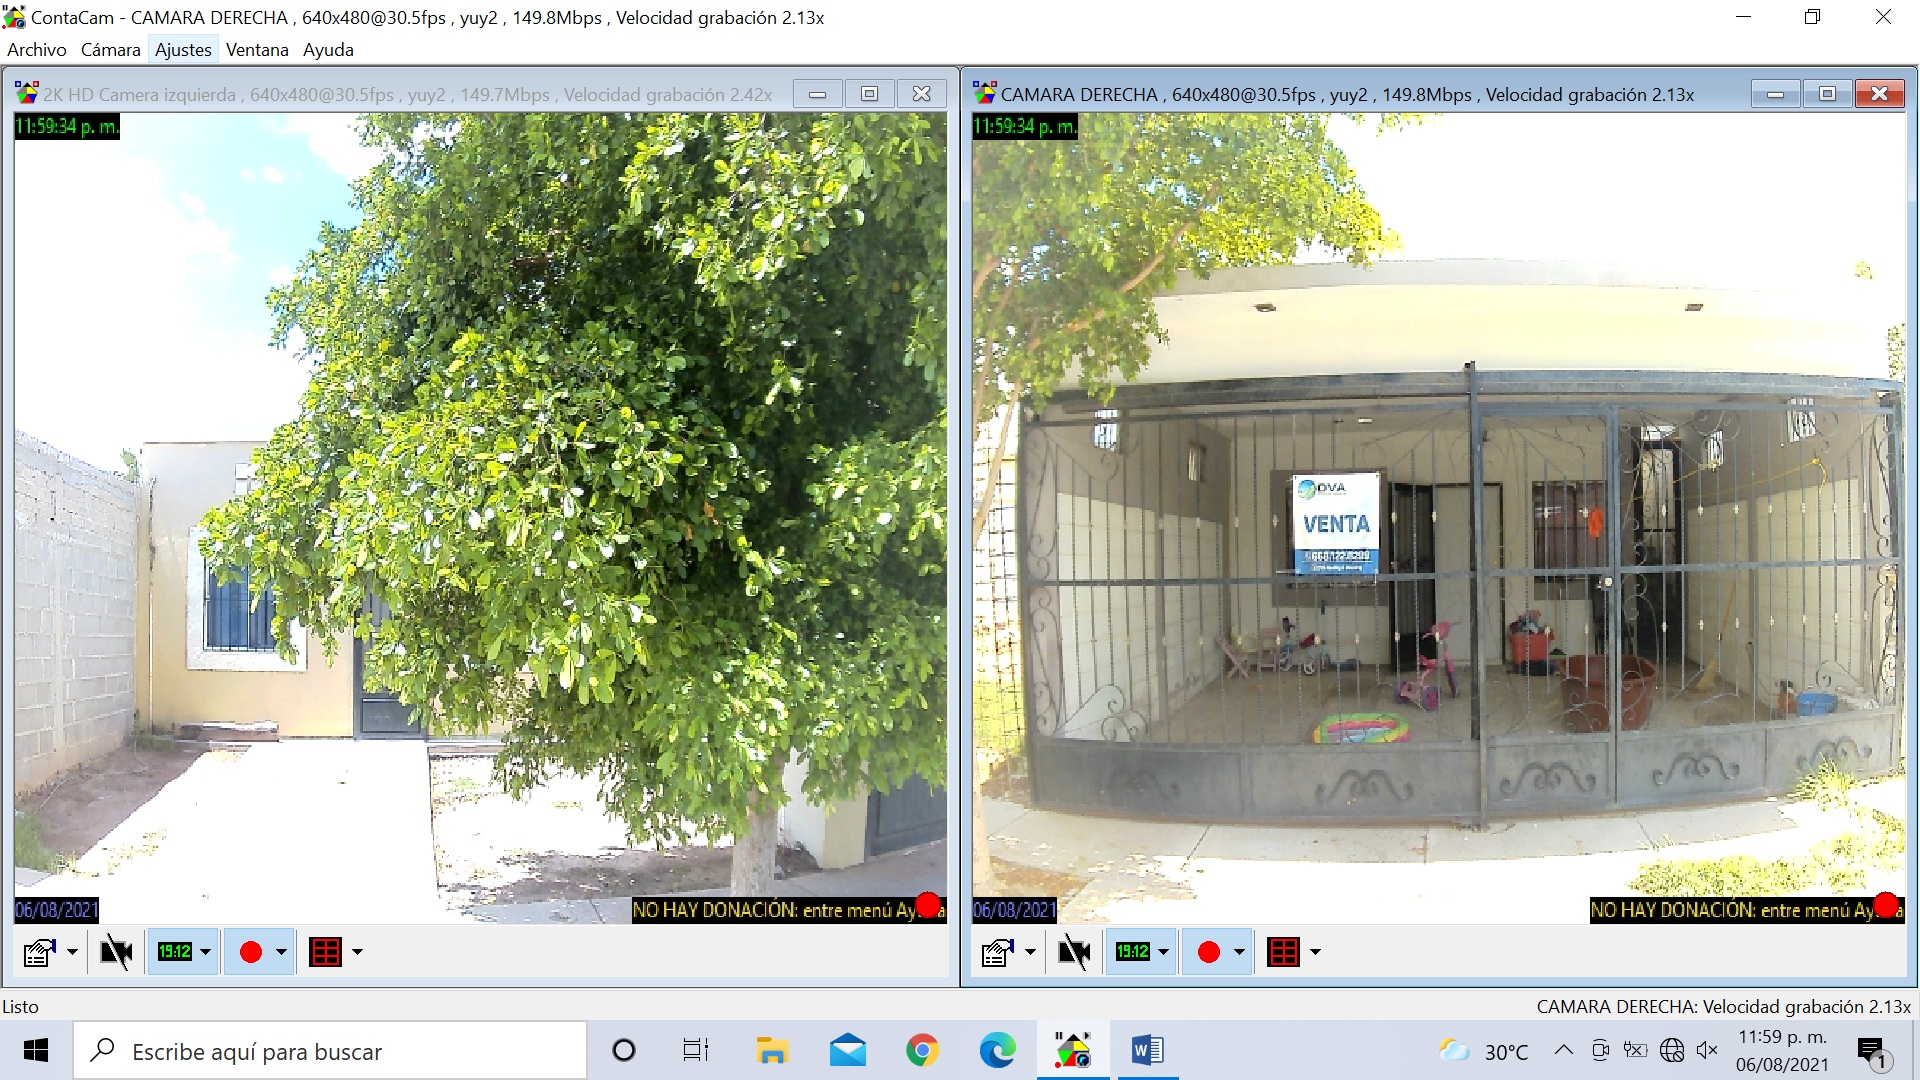 ContaCam - CAMARA DERECHA , 640x480@30.5fps , yuy2 , 149.8Mbps , Velocidad grabación 2.13x
Archivo Cámara Ajustes Ventana Ayuda
2K HD Camera izquierda , 640x480@30.5fps , yuy2 , 149.7Mbps , Velocidad grabación 2.42x
11:59:34 p. m.
06/08/2021
NO HAY DONACIÓN: entre menú
19:12
CAMARA DERECHA , 640x480@30.5fps , yuy2 , 149.8Mbps , Velocidad grabación 2.13x
11:59:34 p. m.
DVA
VENTA
06/08/2021
NO HAY DONACIÓN: entre menú
19:12
Listo
CAMARA DERECHA: Velocidad grabación 2.13x
Escribe aquí para buscar
30°C
11:59 p. m.
06/08/2021
1